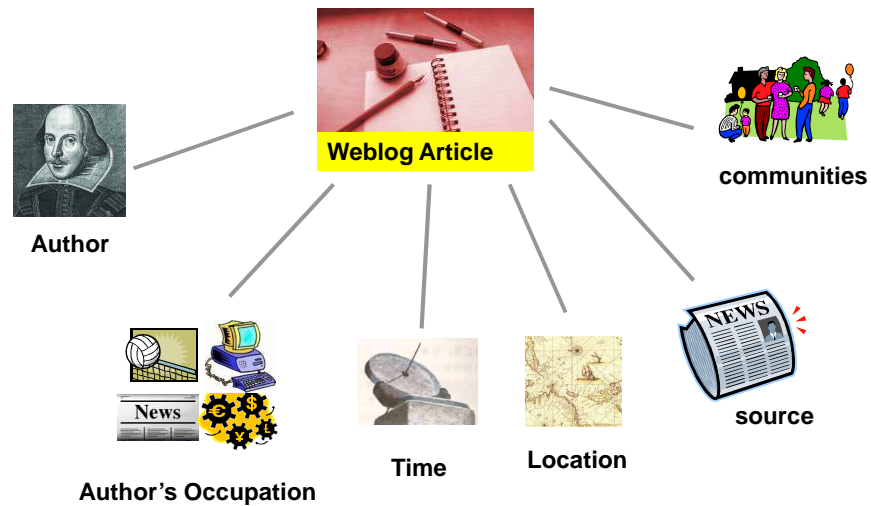 Weblog Article
communities
Author
NEWS
News
€ $
¥ £
source
Time
Location
Author’s Occupation